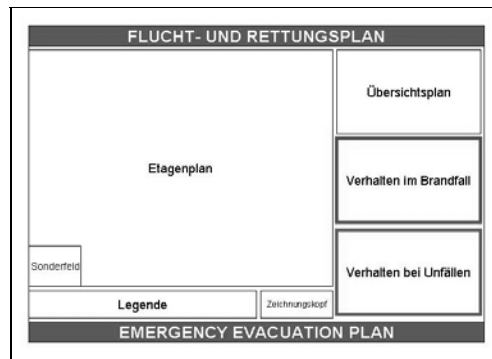 FLUCHT- UND RETTUNGSPLAN
Übersichtsplan
Etagenplan
Verhalten im Brandfall
Sonderfeld
Verhalten bei Unfällen
Legende
Zeichnungskopf
EMERGENCY EVACUATION PLAN